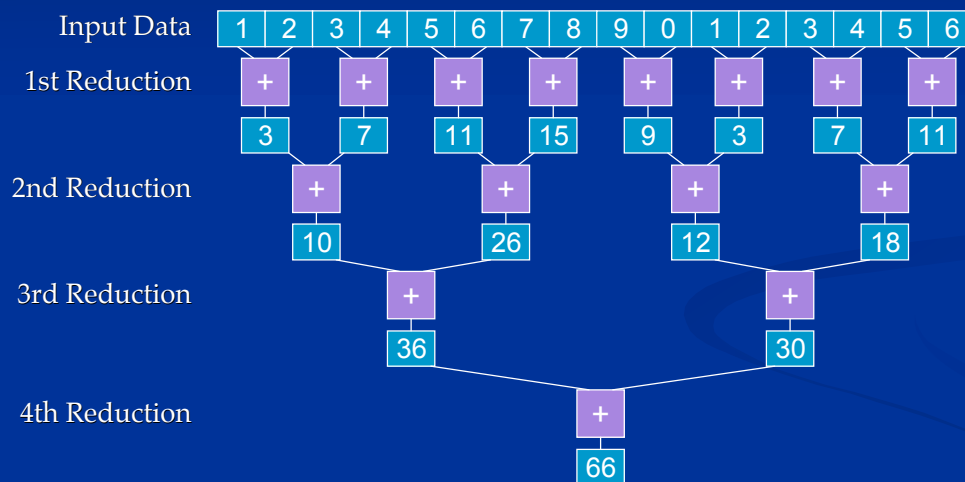 Input Data 1 2 3 4 5 6 7 8 9 0 1 2 3 4 5 6
1st Reduction + + + + + + + +
3 7 11 15 9 3 7 11
2nd Reduction + + + +
10 26 12 18
3rd Reduction + +
36 30
4th Reduction +
66